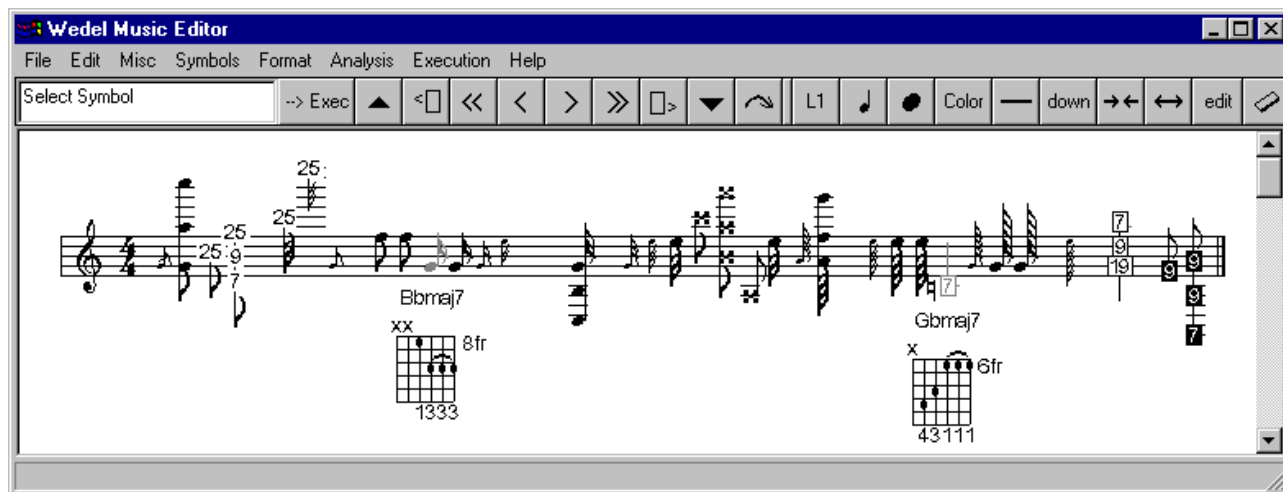 Wedel Music Editor
File Edit Misc Symbols Format Analysis Execution Help
Select Symbol --> Exec L1 Color down edit
25
25
25
25 9
7
7
9
19
9 9
7
9
7
Bbmaj7
Gbmaj7
xx
8fr
x
6fr
1333
43111